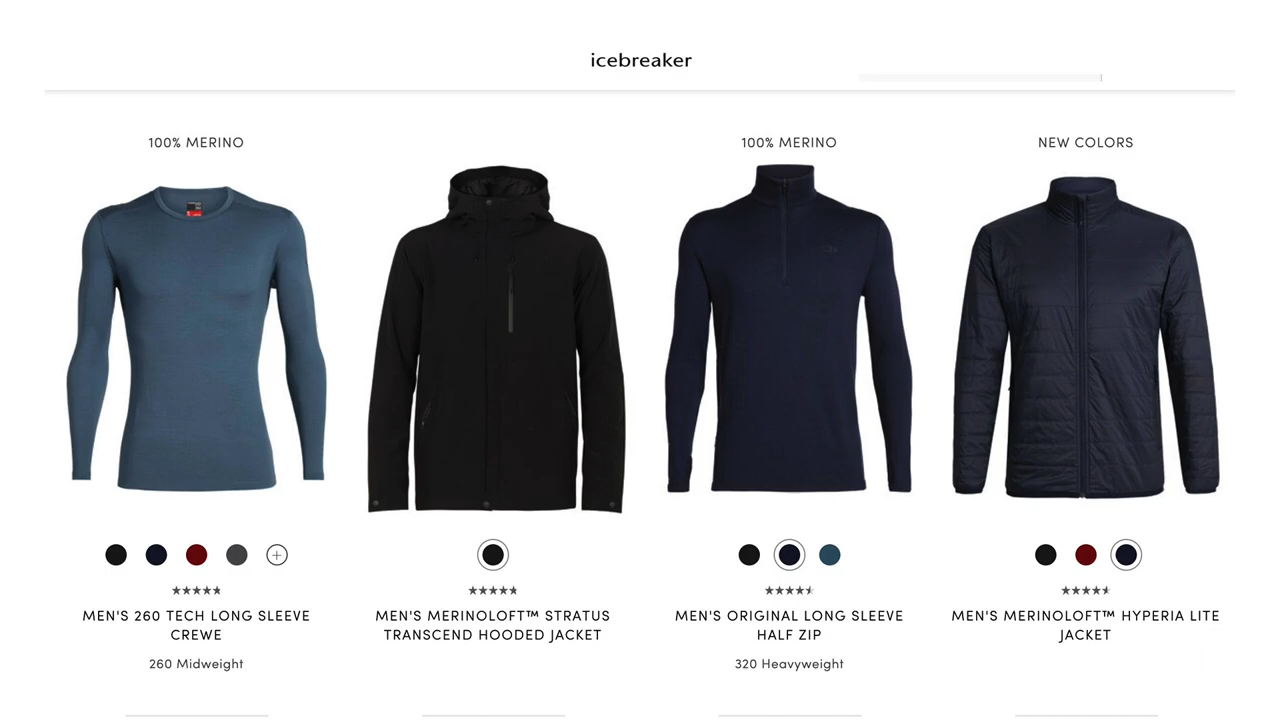 icebreaker
100% MERINO
100% MERINO
NEW COLORS
MEN'S 260 TECH LONG SLEEVE
CREWE
260 Midweight
MEN'S MERINOLOFT™ STRATUS
TRANSCEND HOODED JACKET
MEN'S ORIGINAL LONG SLEEVE
HALF ZIP
320 Heavyweight
MEN'S MERINOLOFT™ HYPERIA LITE
JACKET